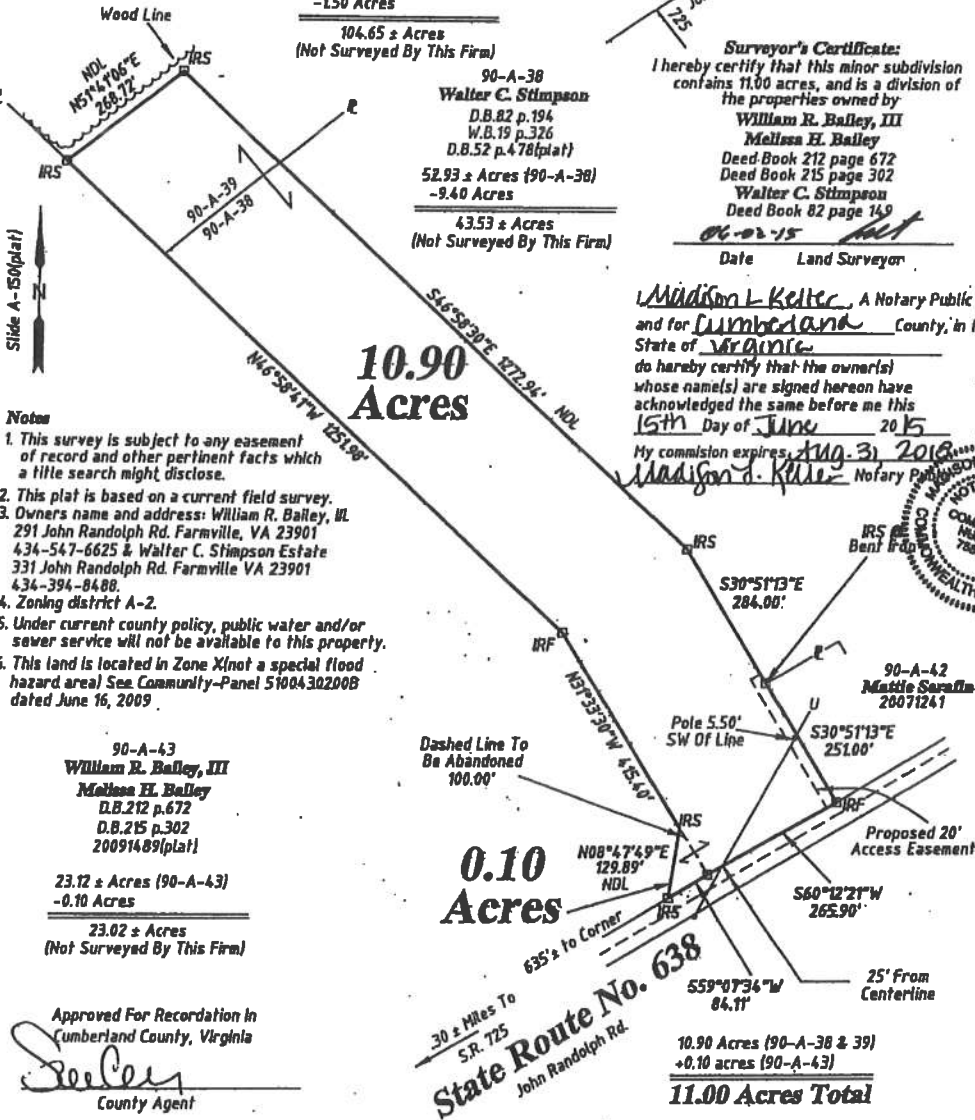 -1.50 Acres
104.65 ± Acres
(Not Surveyed By This Firm)
Wood Line
NDL
N51°41'06"E
268.72'
IRS
IRS
90-A-39
90-A-38
Slide A-150(plat)
N
90-A-38
Walter C. Stimpson
D.B.82 p.194
W.B.19 p.326
D.B.52 p.478(plat)
52.93 ± Acres (90-A-38)
-9.40 Acres
43.53 ± Acres
(Not Surveyed By This Firm)
725
Surveyor's Certificate:
I hereby certify that this minor subdivision
contains 11.00 acres, and is a division of
the properties owned by
William R. Bailey, III
Melissa H. Bailey
Deed Book 212 page 672
Deed Book 215 page 302
Walter C. Stimpson
Deed Book 82 page 149
06-02-15
Date Land Surveyor
I, Madison L Keller, A Notary Public
and for Cumberland County, in
State of Virginia
do hereby certify that the owner(s)
whose name(s) are signed hereon have
acknowledged the same before me this
15th Day of June 2015
My commision expires Aug. 31 2018
Madison L. Keller Notary Public
S46°58'30"E 1272.94' NDL
N46°58'41"W 1251.98'
10.90
Acres
Notes
1. This survey is subject to any easement
of record and other pertinent facts which
a title search might disclose.
2. This plat is based on a current field survey.
3. Owners name and address: William R. Bailey, III
291 John Randolph Rd. Farmville, VA 23901
434-547-6625 & Walter C. Stimpson Estate
331 John Randolph Rd. Farmville VA 23901
434-394-8488.
4. Zoning district A-2.
5. Under current county policy, public water and/or
sewer service will not be available to this property.
6. This land is located in Zone X(not a special flood
hazard area) See Community-Panel 5100430200B
dated June 16, 2009
IRS
IRS @
Bent Iron
S30°51'13"E
284.00'
IRF
N31°33'30"W 415.40'
90-A-42
Mattie Serafin
20071241
U
Pole 5.50'
SW Of Line
S30°51'13"E
251.00'
IRF
Proposed 20'
Access Easement
90-A-43
William R. Bailey, III
Melissa H. Bailey
D.B.212 p.672
D.B.215 p.302
20091489(plat)
23.12 ± Acres (90-A-43)
-0.10 Acres
23.02 ± Acres
(Not Surveyed By This Firm)
Dashed Line To
Be Abandoned
100.00'
IRS
N08°47'49"E
129.89'
NDL
0.10
Acres
IRS
S60°12'21"W
265.90'
635'± to Corner
S59°07'34"W
84.11'
25' From
Centerline
.30 ± Miles To
S.R. 725
State Route No. 638
John Randolph Rd.
10.90 Acres (90-A-38 & 39)
+0.10 acres (90-A-43)
11.00 Acres Total
Approved For Recordation In
Cumberland County, Virginia
County Agent